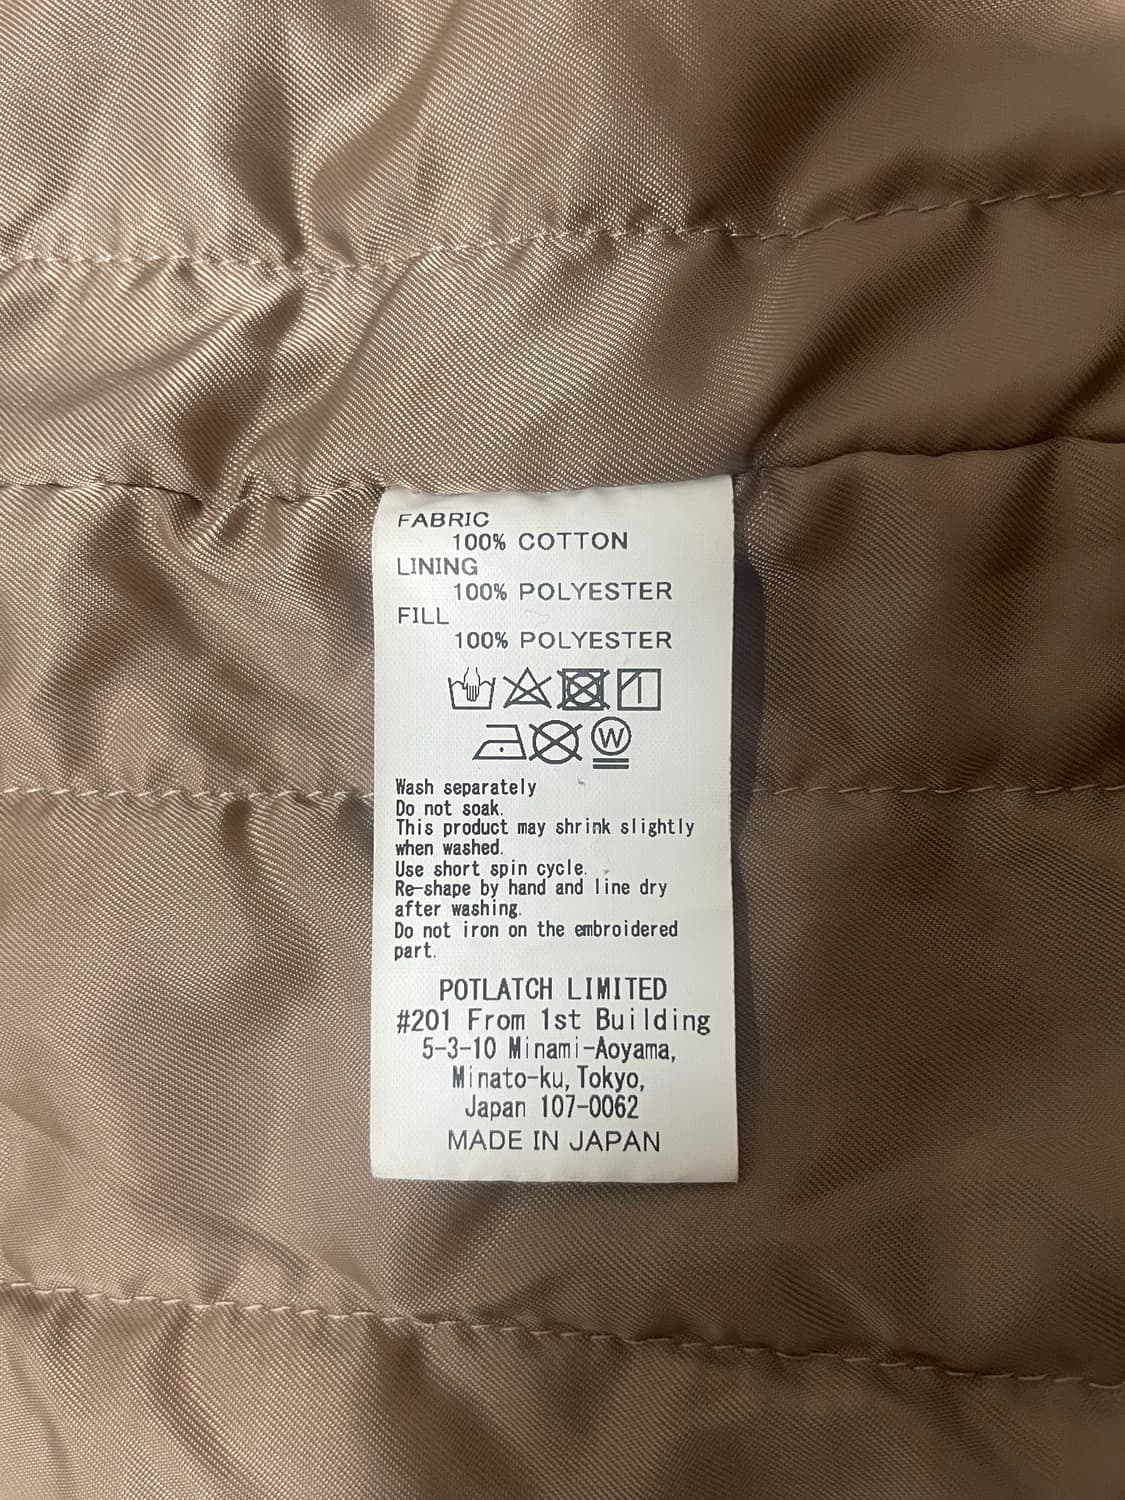 FABRIC
100% COTTON
LINING
100% POLYESTER
FILL
100% POLYESTER
W
Wash separately
Do not soak.
This product may shrink slightly
when washed.
Use short spin cycle.
Re-shape by hand and line dry
after washing.
Do not iron on the embroidered
part.
POTLATCH LIMITED
#201 From 1st Building
5-3-10 Minami-Aoyama,
Minato-ku, Tokyo,
Japan 107-0062
MADE IN JAPAN